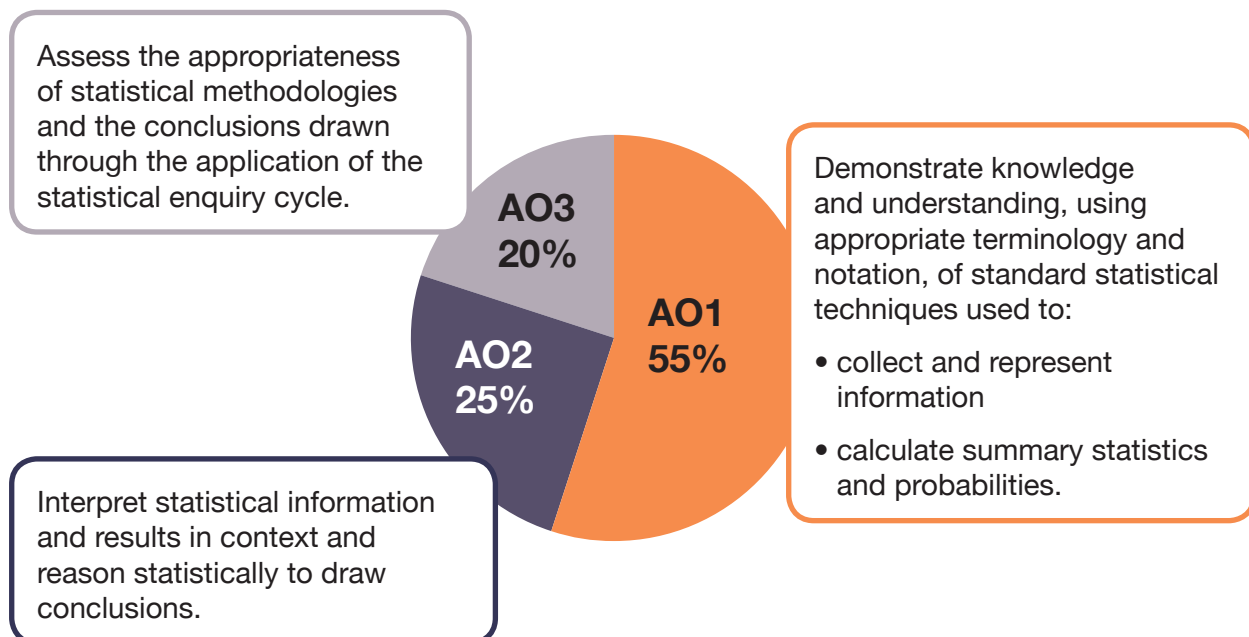 Assess the appropriateness
of statistical methodologies
and the conclusions drawn
through the application of the
statistical enquiry cycle.
AO3
20%
AO1
55%
AO2
25%
Demonstrate knowledge
and understanding, using
appropriate terminology and
notation, of standard statistical
techniques used to:
• collect and represent
information
• calculate summary statistics
and probabilities.
Interpret statistical information
and results in context and
reason statistically to draw
conclusions.